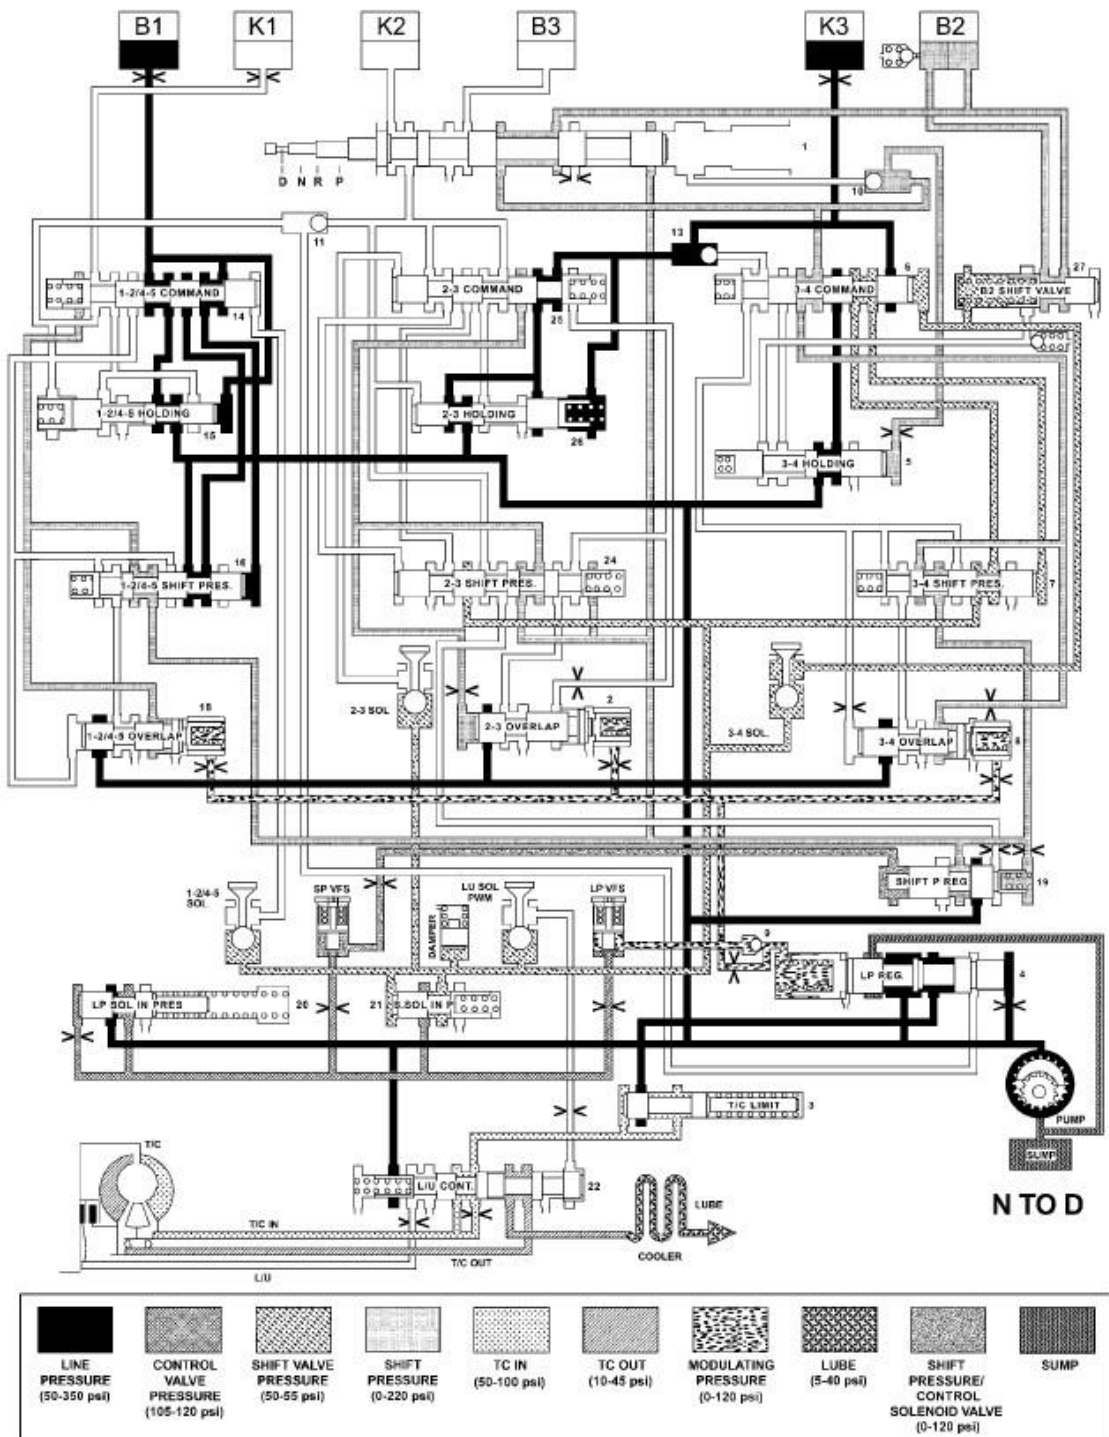 B1 K1 K2 B3 K3 B2
1
D N R P
10
11
13
27
6
1-2/4-5 COMMAND
14
2-3 COMMAND
25
3-4 COMMAND
B2 SHIFT VALVE
1-2/4-5 HOLDING
15
2-3 HOLDING
26
3-4 HOLDING
5
16
24
1-2/4-5 SHIFT PRES.
2-3 SHIFT PRES.
3-4 SHIFT PRES.
7
2-3 SOL
18
2
3-4 SOL.
1-2/4-5 OVERLAP
2-3 OVERLAP
3-4 OVERLAP
8
1-2/4-5
SOL
SP VFS
LU SOL
PWM
LP VFS
SHIFT P REG
19
DAMPER
9
LP REG.
4
LP SOL IN PRES
20
21
S.SOL IN P
T/C LIMIT
3
PUMP
SUMP
T/C
L/U CONT.
22
N TO D
LUBE
T/C IN
COOLER
T/C OUT
L/U
LINE
PRESSURE
(50-350 psi)
CONTROL
VALVE
PRESSURE
(105-120 psi)
SHIFT VALVE
PRESSURE
(50-55 psi)
SHIFT
PRESSURE
(0-220 psi)
TC IN
(50-100 psi)
TC OUT
(10-45 psi)
MODULATING
PRESSURE
(0-120 psi)
LUBE
(5-40 psi)
SHIFT
PRESSURE/
CONTROL
SOLENOID VALVE
(0-120 psi)
SUMP